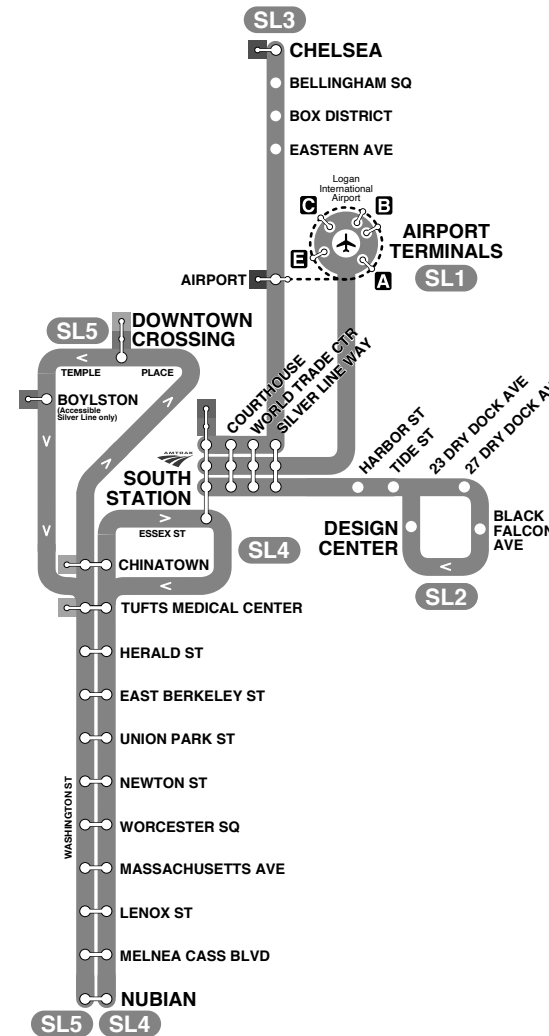 SL3
CHELSEA
BELLINGHAM SQ
BOX DISTRICT
EASTERN AVE
Logan
International
Airport
C
B
E
A
AIRPORT
TERMINALS
SL1
AIRPORT
SL5
DOWNTOWN
CROSSING
TEMPLE
PLACE
BOYLSTON
(Accessible
Silver Line only)
COURTHOUSE
WORLD TRADE CTR
SILVER LINE WAY
AMTRAK
SOUTH
STATION
HARBOR ST
TIDE ST
23 DRY DOCK AVE
27 DRY DOCK AV
ESSEX ST
SL4
DESIGN
CENTER
BLACK
FALCON
AVE
SL2
CHINATOWN
TUFTS MEDICAL CENTER
HERALD ST
EAST BERKELEY ST
UNION PARK ST
NEWTON ST
WASHINGTON ST
WORCESTER SQ
MASSACHUSETTS AVE
LENOX ST
MELNEA CASS BLVD
NUBIAN
SL5
SL4